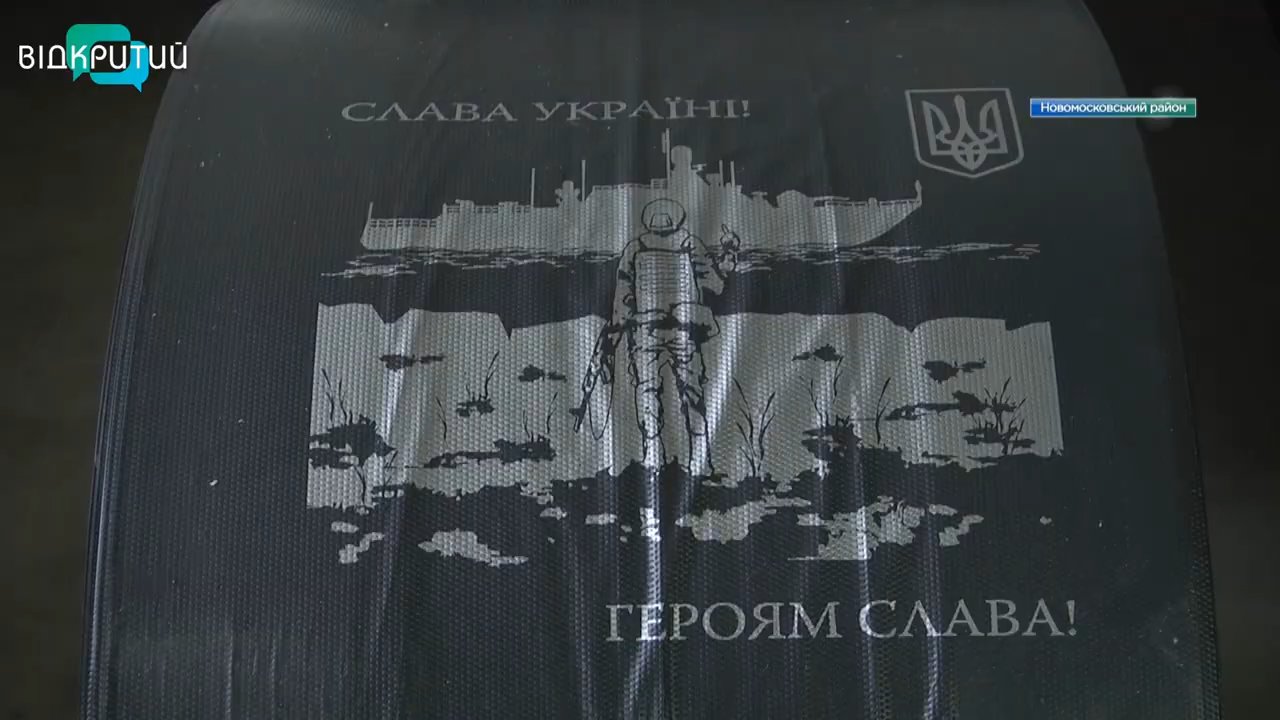 ВІДКРИТИЙ
Новомосковський район
СЛАВА УКРАЇНІ!
ГЕРОЯМ СЛАВА!